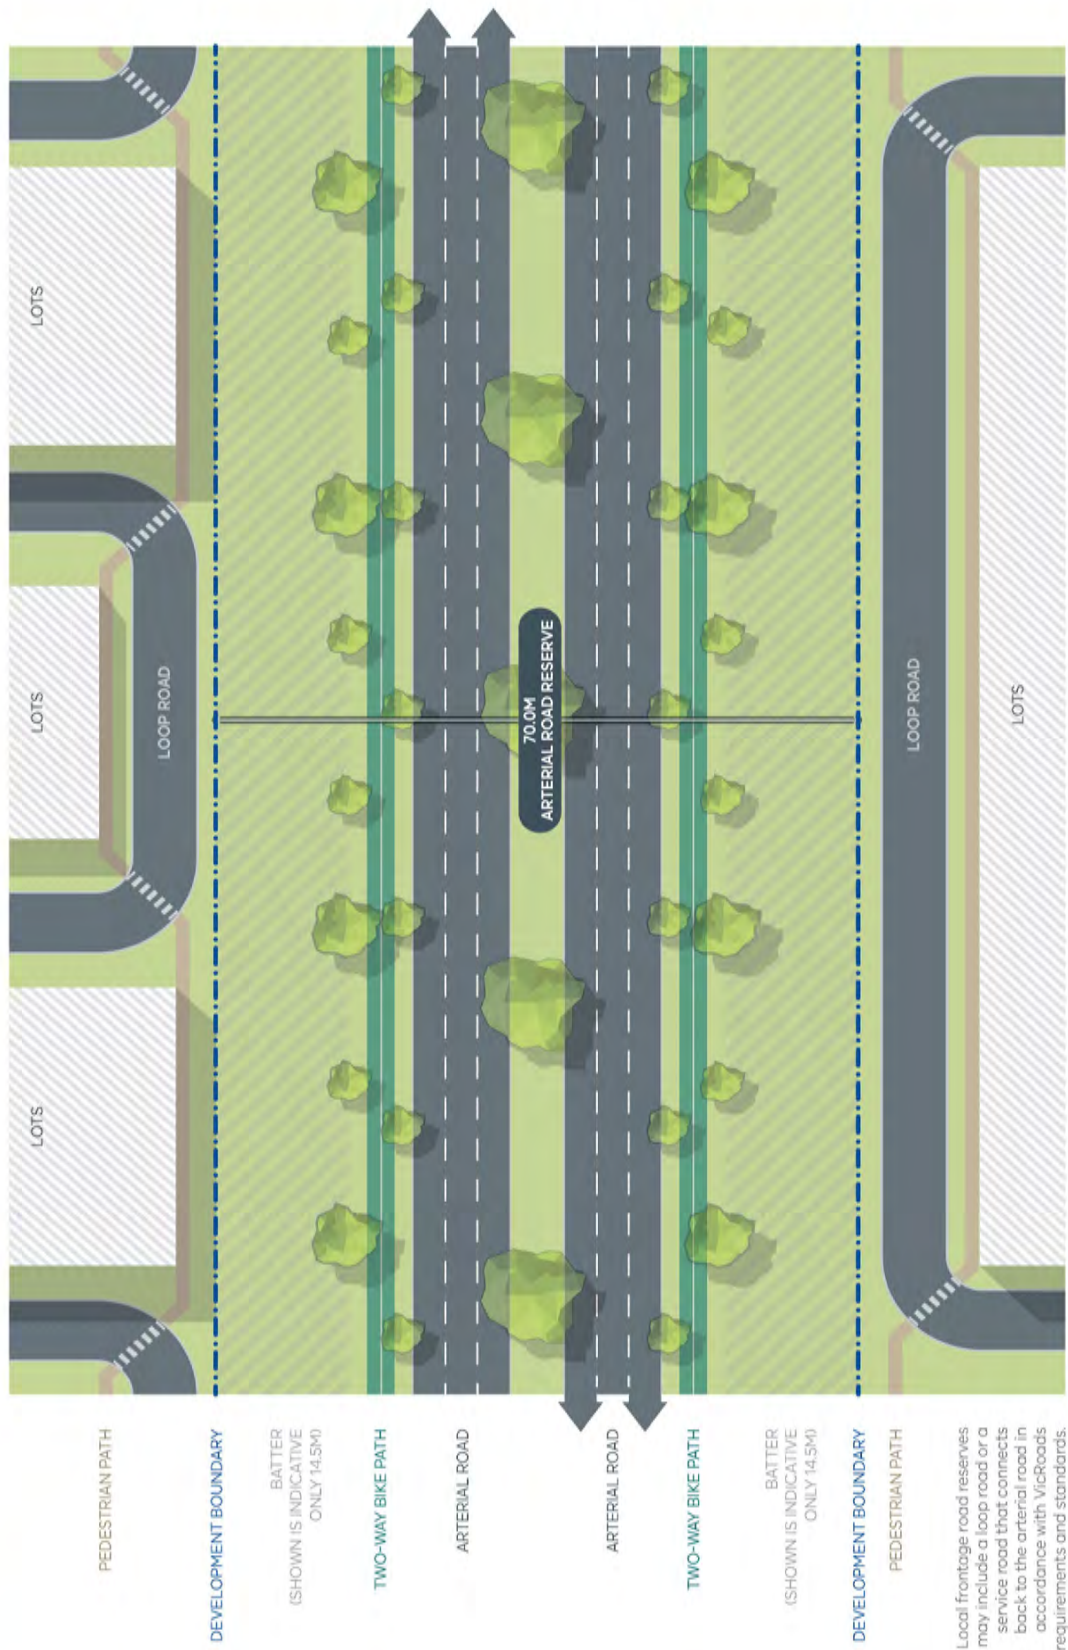 LOTS
LOTS
LOTS
LOOP ROAD
70.0M
ARTERIAL ROAD RESERVE
LOOP ROAD
LOTS
PEDESTRIAN PATH
DEVELOPMENT BOUNDARY
BATTER
(SHOWN IS INDICATIVE
ONLY 14.5M)
TWO-WAY BIKE PATH
ARTERIAL ROAD
ARTERIAL ROAD
TWO-WAY BIKE PATH
BATTER
(SHOWN IS INDICATIVE
ONLY 14.5M)
DEVELOPMENT BOUNDARY
PEDESTRIAN PATH
Local frontage road reserves
may include a loop road or a
service road that connects
back to the arterial road in
accordance with VicRoads
requirements and standards.